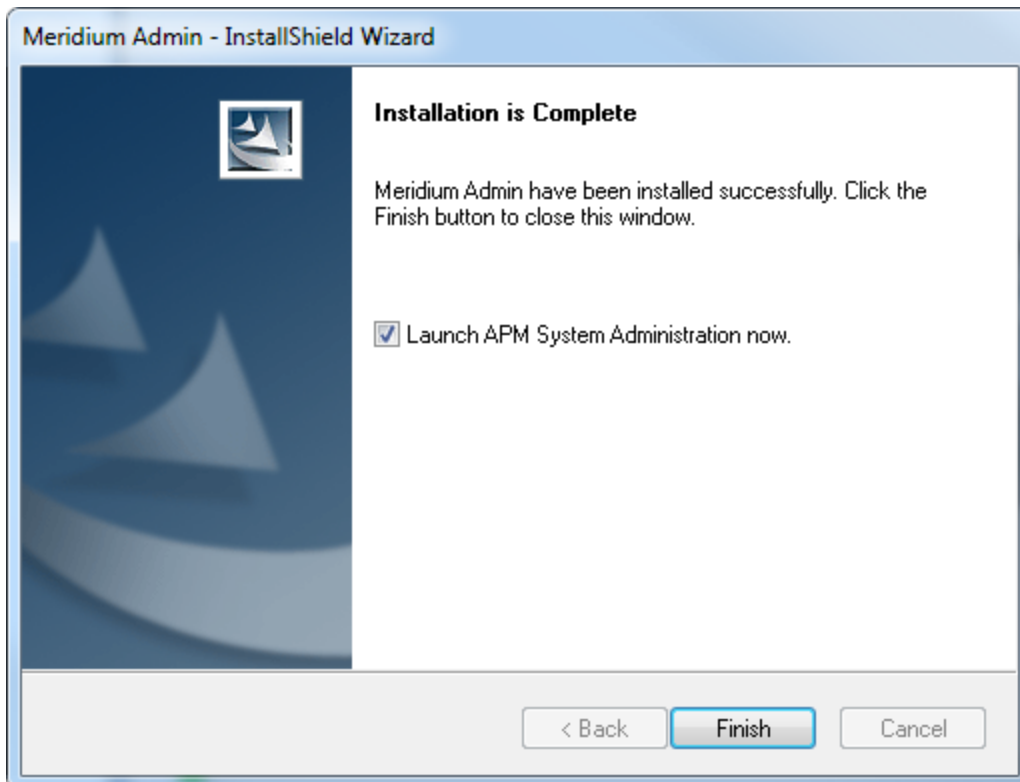 Meridium Admin - InstallShield Wizard
Installation is Complete
Meridium Admin have been installed successfully. Click the
Finish button to close this window.
Launch APM System Administration now.
< Back
Finish
Cancel